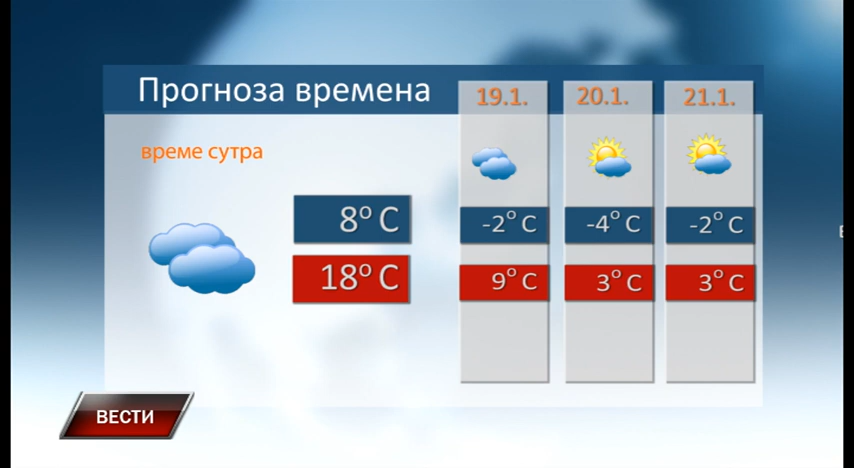 Прогноза времена
19.1.
20.1.
21.1.
време сутра
8° C
-2° C
-4° C
-2° C
18° C
9° C
3° C
3° C
ВЕСТИ